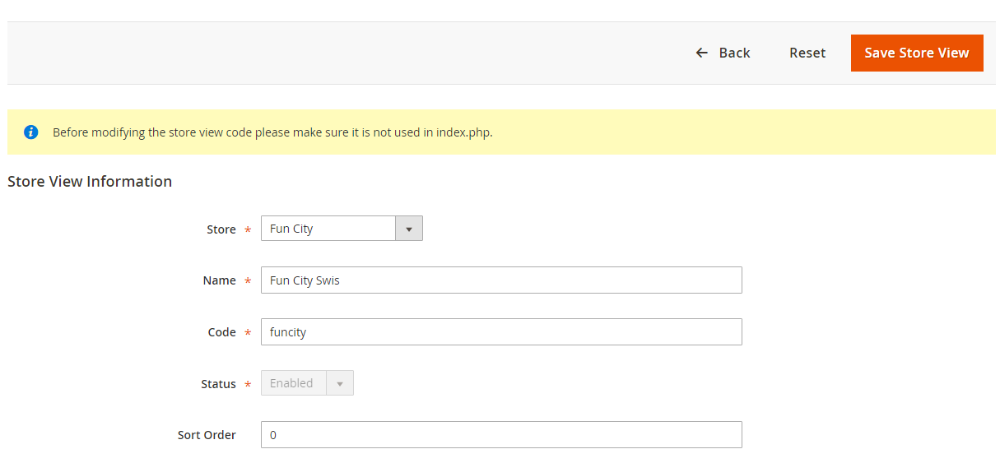 Back Reset Save Store View
Before modifying the store view code please make sure it is not used in index.php.
Store View Information
Store * Fun City
Name * Fun City Swis
Code * funcity
Status * Enabled
Sort Order 0